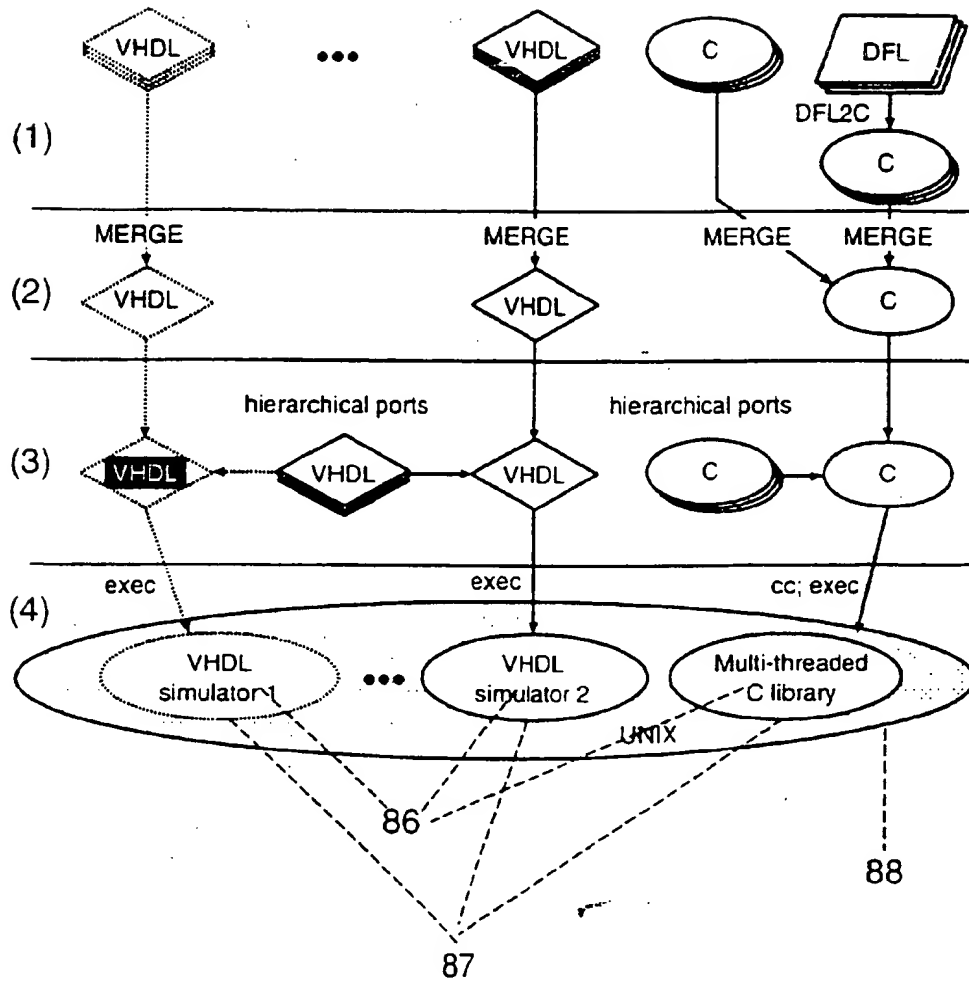 VHDL ••• VHDL C DFL
DFL2C
(1)
C
MERGE MERGE MERGE MERGE
(2) VHDL VHDL C
hierarchical ports hierarchical ports
(3) VHDL VHDL VHDL C C
exec exec cc; exec
(4)
VHDL
simulator 1
•••
VHDL
simulator 2
Multi-threaded
C library
UNIX
86
88
87